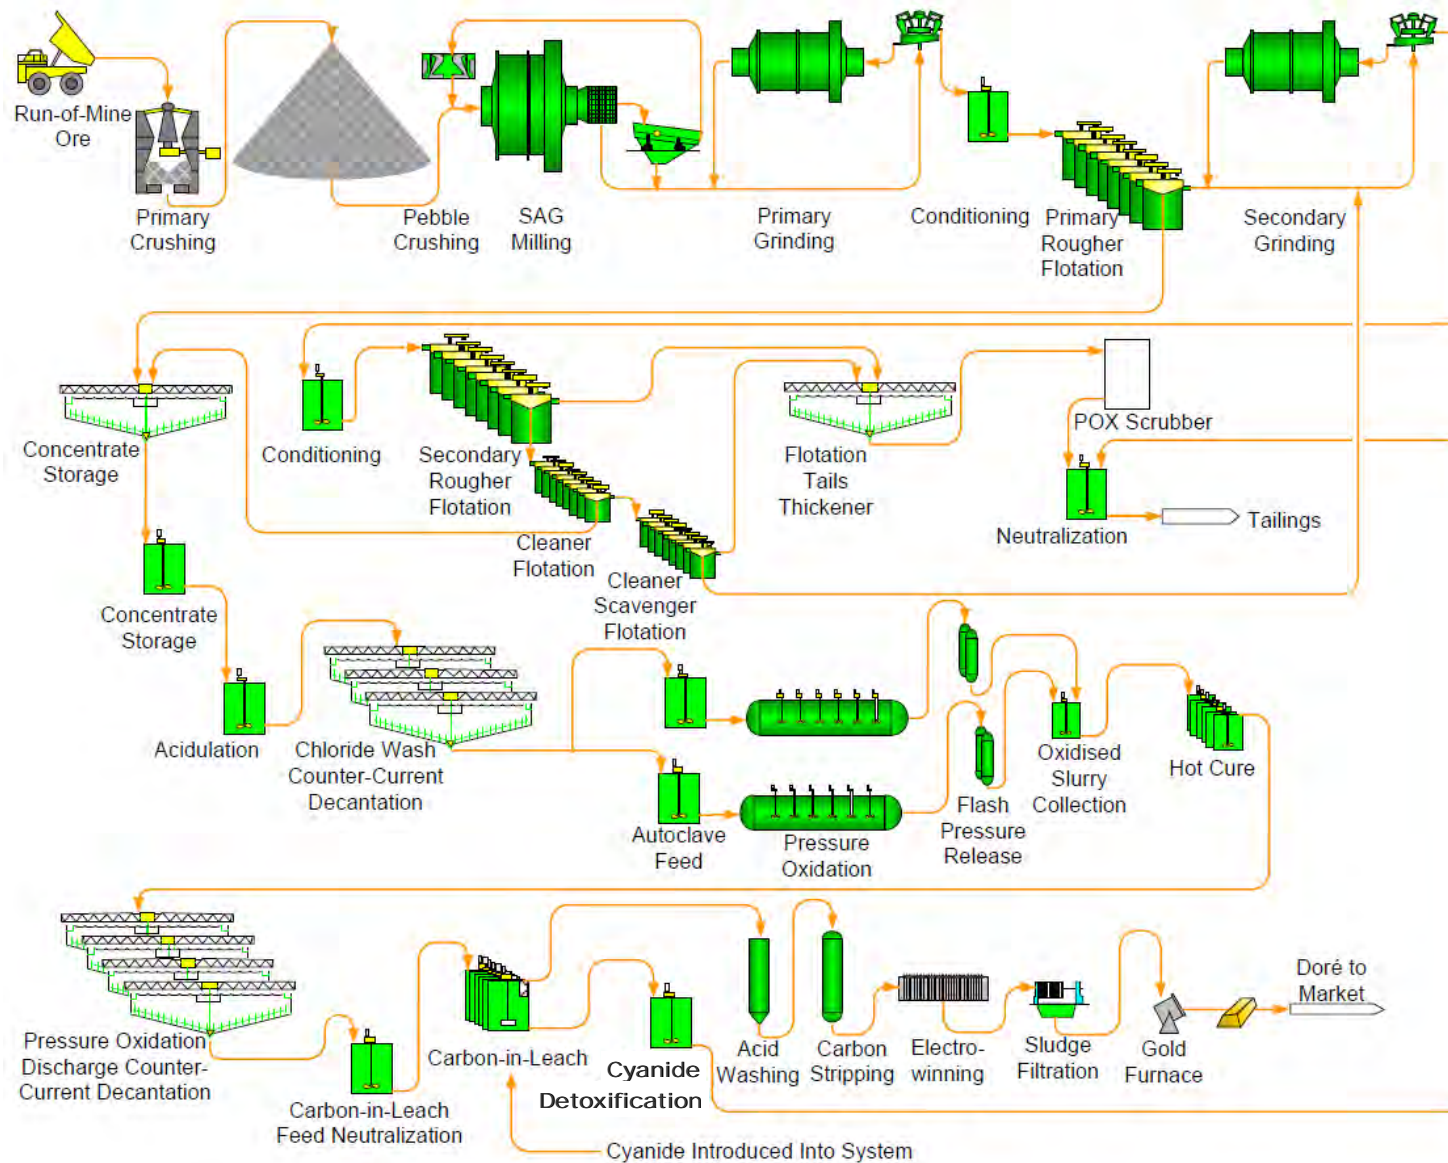 Run-of-Mine
Ore
Primary
Crushing
Pebble
Crushing
SAG
Milling
Primary
Grinding
Conditioning
Primary
Rougher
Flotation
Secondary
Grinding
Concentrate
Storage
Conditioning
Secondary
Rougher
Flotation
Flotation
Tails
Thickener
POX Scrubber
Neutralization
Tailings
Cleaner
Flotation
Cleaner
Scavenger
Flotation
Concentrate
Storage
Acidulation
Chloride Wash
Counter-Current
Decantation
Autoclave
Feed
Pressure
Oxidation
Flash
Pressure
Release
Oxidised
Slurry
Collection
Hot Cure
Pressure Oxidation
Discharge Counter-
Current Decantation
Carbon-in-Leach
Feed Neutralization
Carbon-in-Leach
Cyanide
Detoxification
Acid
Washing
Carbon
Stripping
Electro-
winning
Sludge
Filtration
Gold
Furnace
Doré to
Market
Cyanide Introduced Into System